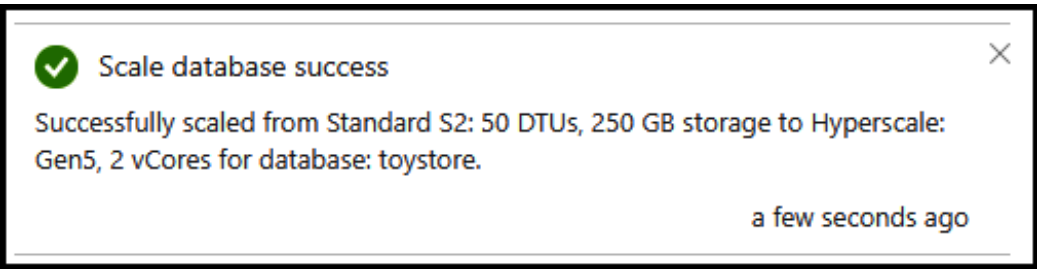 Scale database success
Successfully scaled from Standard S2: 50 DTUs, 250 GB storage to Hyperscale:
Gen5, 2 vCores for database: toystore.
a few seconds ago